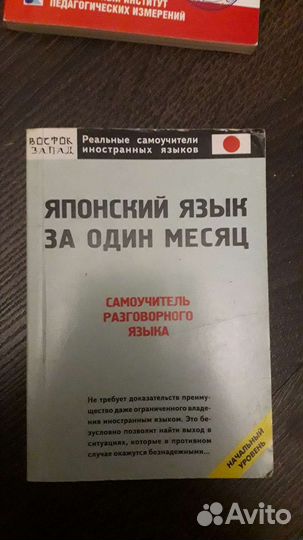 ИНСТИТУТ
ПЕДАГОГИЧЕСКИХ ИЗМЕРЕНИЙ
ВОСТОК
ЗАПАД
Реальные самоучители
иностранных языков
ЯПОНСКИЙ ЯЗЫК
ЗА ОДИН МЕСЯЦ
САМОУЧИТЕЛЬ
РАЗГОВОРНОГО
ЯЗЫКА
Не требует доказательств преиму-
щество даже ограниченного владе-
ния иностранным языком. Это бе-
зусловно позволит найти выход в
ситуациях, которые в противном
случае окажутся безнадежными...
НАЧАЛЬНЫЙ
УРОВЕНЬ
Avito